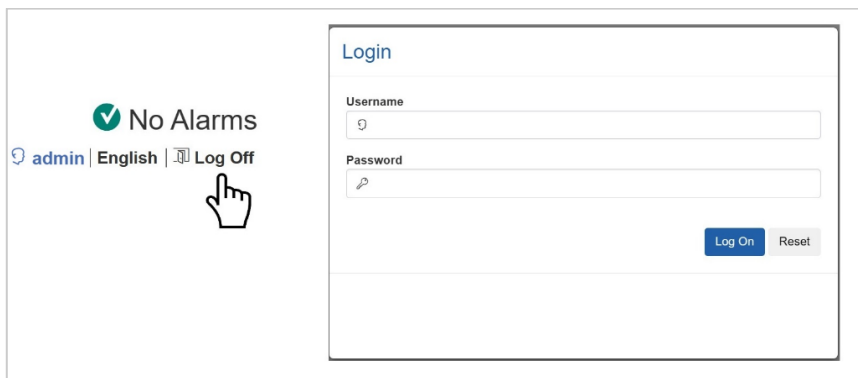 No Alarms
admin | English | Log Off
Login
Username
Password
Log On Reset